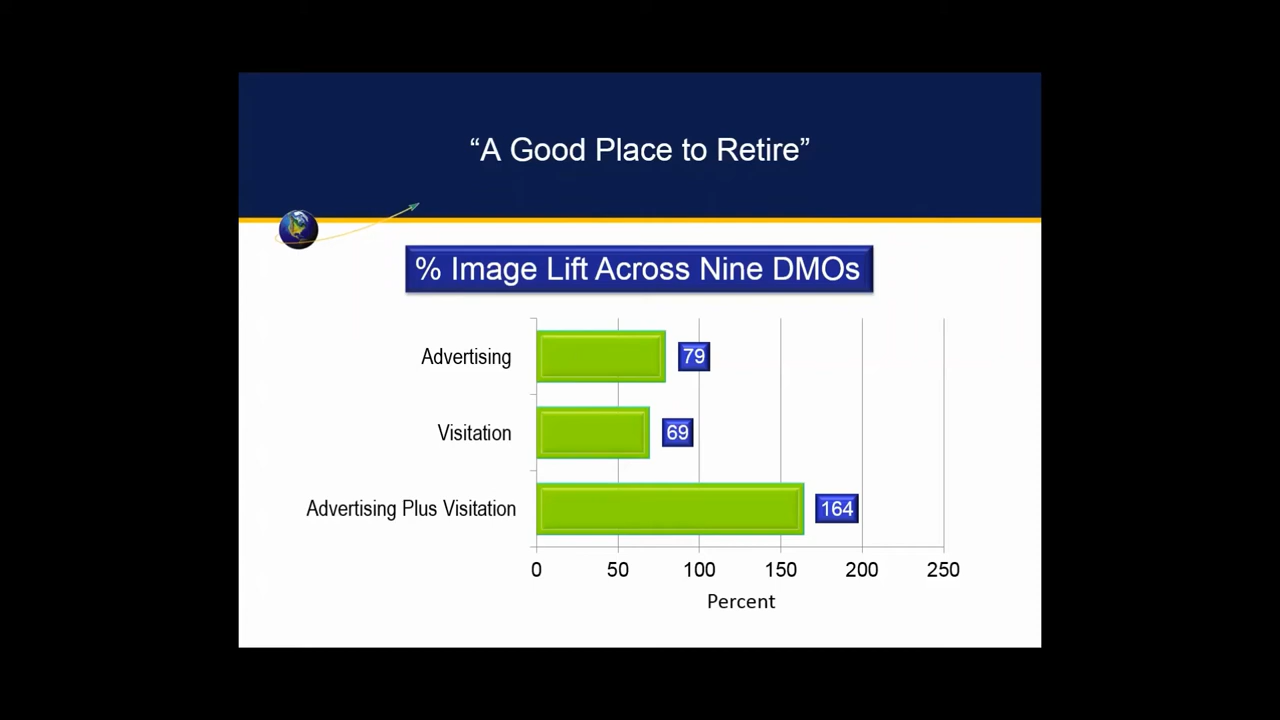 “A Good Place to Retire”
% Image Lift Across Nine DMOs
Advertising 79
Visitation 69
Advertising Plus Visitation 164
0 50 100 150 200 250
Percent